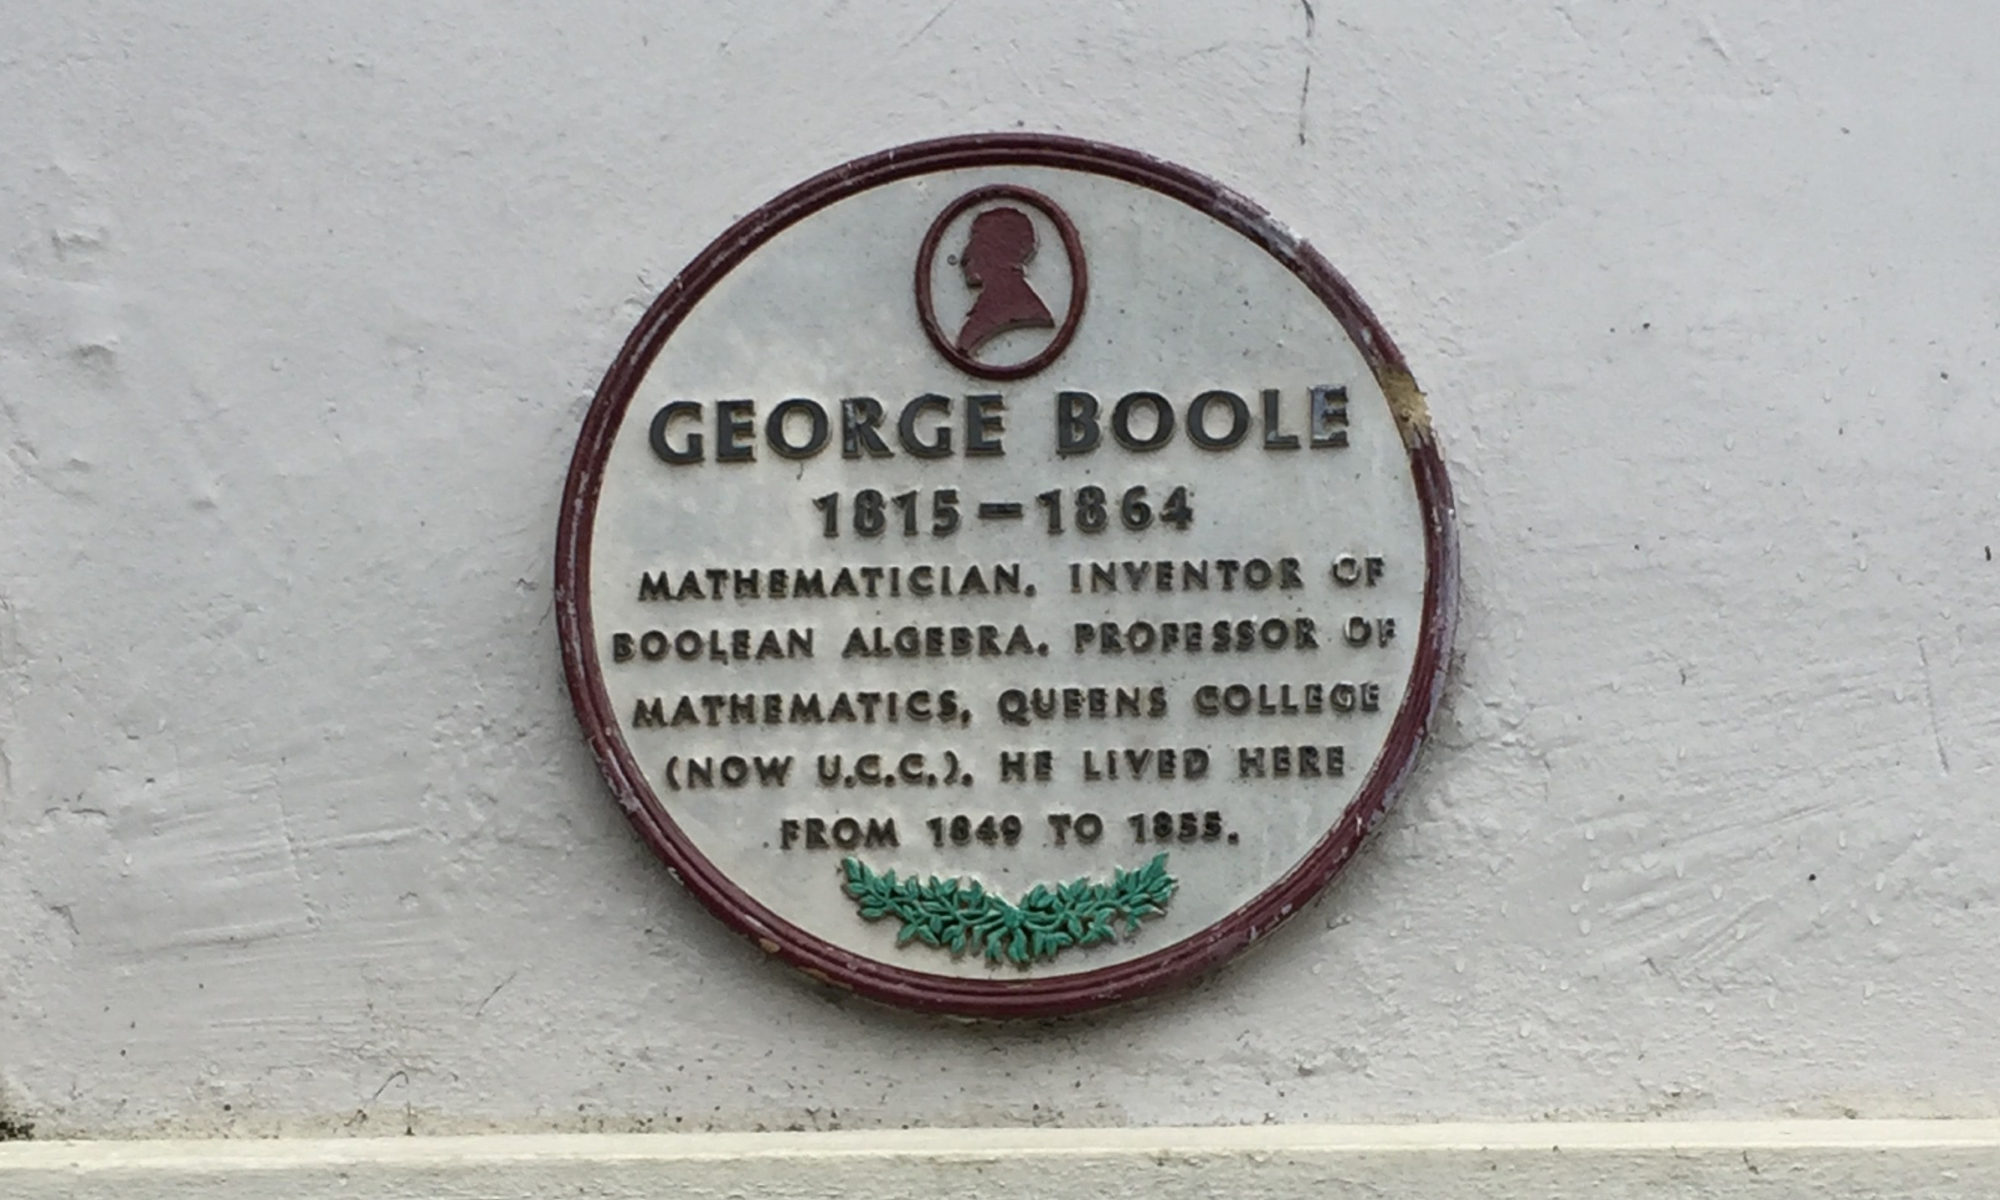 GEORGE BOOLE
1815-1864
MATHEMATICIAN. INVENTOR OF
BOOLEAN ALGEBRA. PROFESSOR OF
MATHEMATICS, QUEENS COLLEGE
(NOW U.C.C.). HE LIVED HERE
FROM 1849 TO 1855.